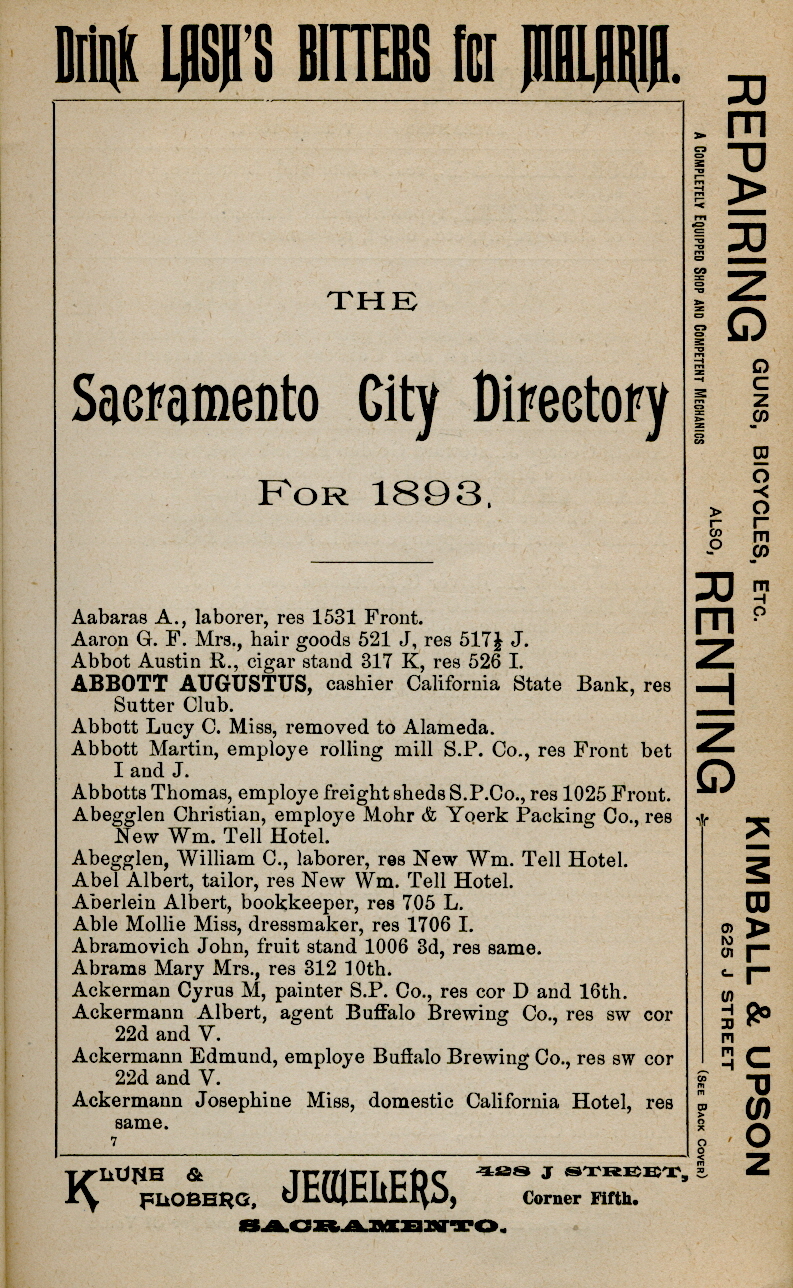 Drink LASH'S BITTERS for MALARIA.
THE
Sacramento City Directory
FOR 1893.
Aabaras A., laborer, res 1531 Front.
Aaron G. F. Mrs., hair goods 521 J, res 517½ J.
Abbot Austin R., cigar stand 317 K, res 526 I.
ABBOTT AUGUSTUS, cashier California State Bank, res
Sutter Club.
Abbott Lucy C. Miss, removed to Alameda.
Abbott Martin, employe rolling mill S.P. Co., res Front bet
I and J.
Abbotts Thomas, employe freight sheds S.P.Co., res 1025 Front.
Abegglen Christian, employe Mohr & Yoerk Packing Co., res
New Wm. Tell Hotel.
Abegglen, William C., laborer, res New Wm. Tell Hotel.
Abel Albert, tailor, res New Wm. Tell Hotel.
Aberlein Albert, bookkeeper, res 705 L.
Able Mollie Miss, dressmaker, res 1706 I.
Abramovich John, fruit stand 1006 3d, res same.
Abrams Mary Mrs., res 312 10th.
Ackerman Cyrus M, painter S.P. Co., res cor D and 16th.
Ackermann Albert, agent Buffalo Brewing Co., res sw cor
22d and V.
Ackermann Edmund, employe Buffalo Brewing Co., res sw cor
22d and V.
Ackermann Josephine Miss, domestic California Hotel, res
same.
7
KLUNE & FLOBERG, JEWELERS, 428 J STREET,
Corner Fifth.
SACRAMENTO.
REPAIRING GUNS, BICYCLES, ETC.
A COMPLETELY EQUIPPED SHOP AND COMPETENT MECHANICS
ALSO, RENTING
KIMBALL & UPSON
625 J STREET
(SEE BACK COVER)